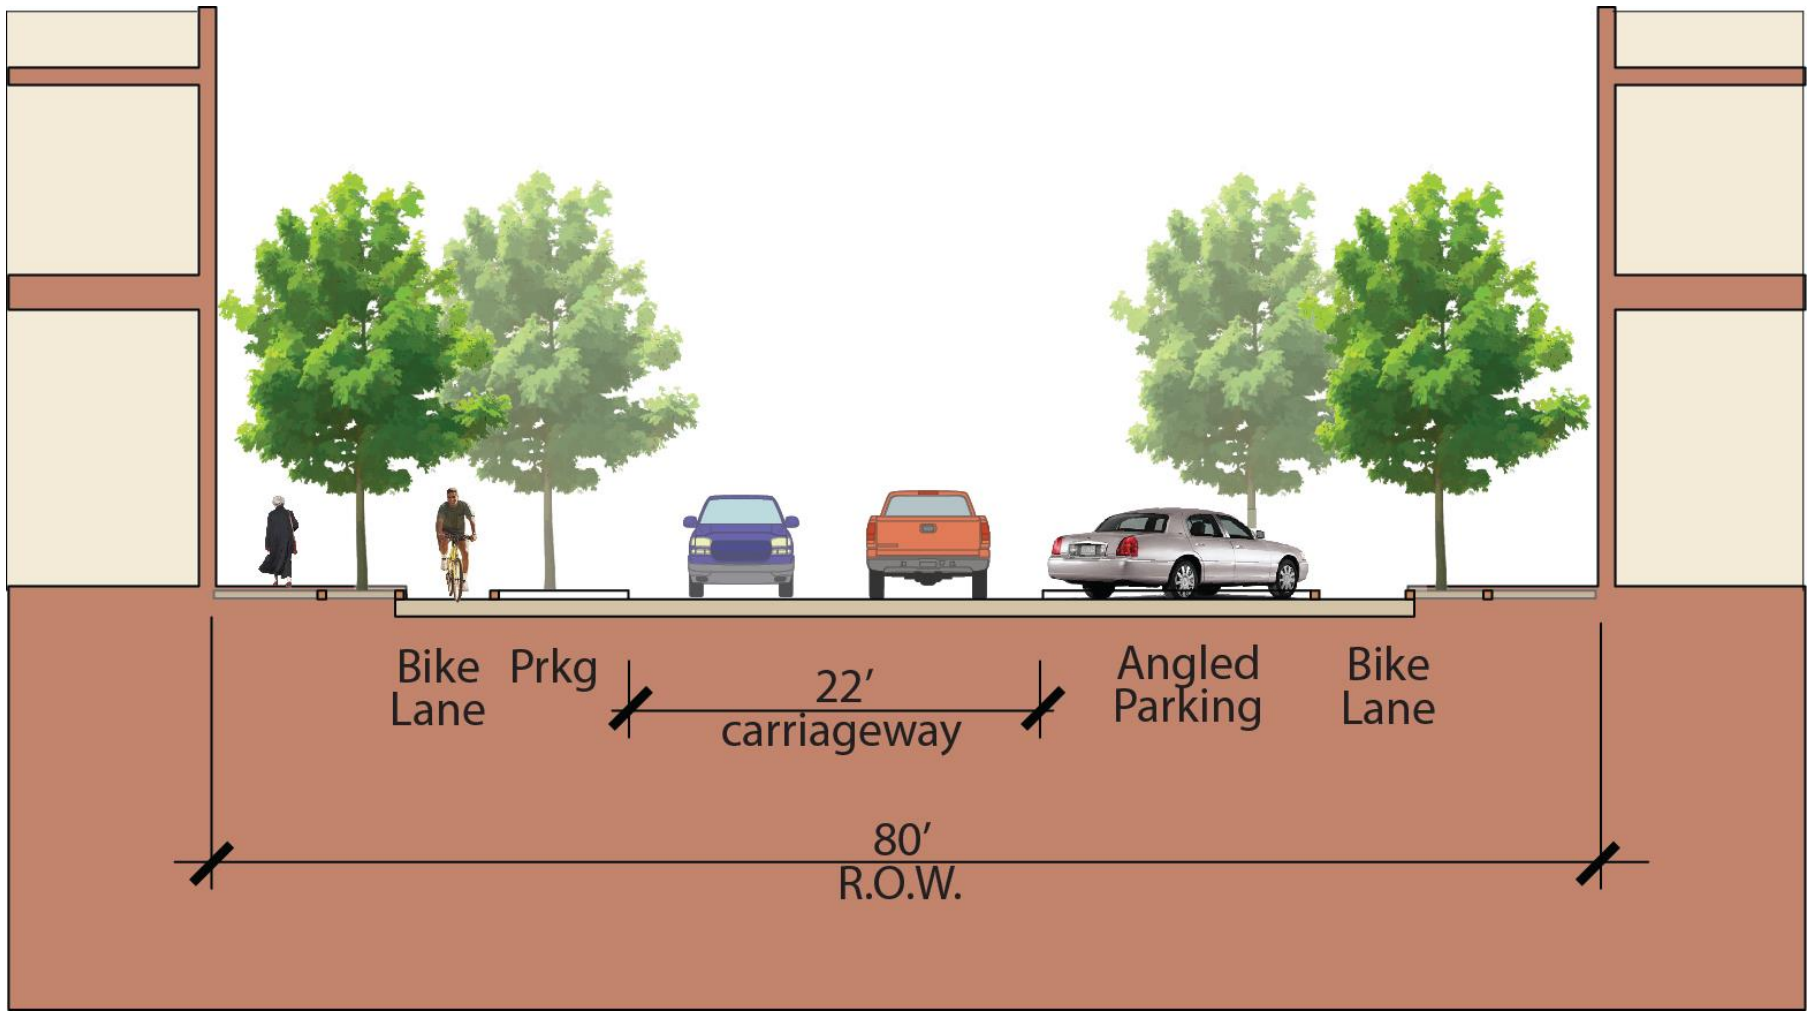 Bike
Lane
Prkg
22′
carriageway
Angled
Parking
Bike
Lane
80′
R.O.W.